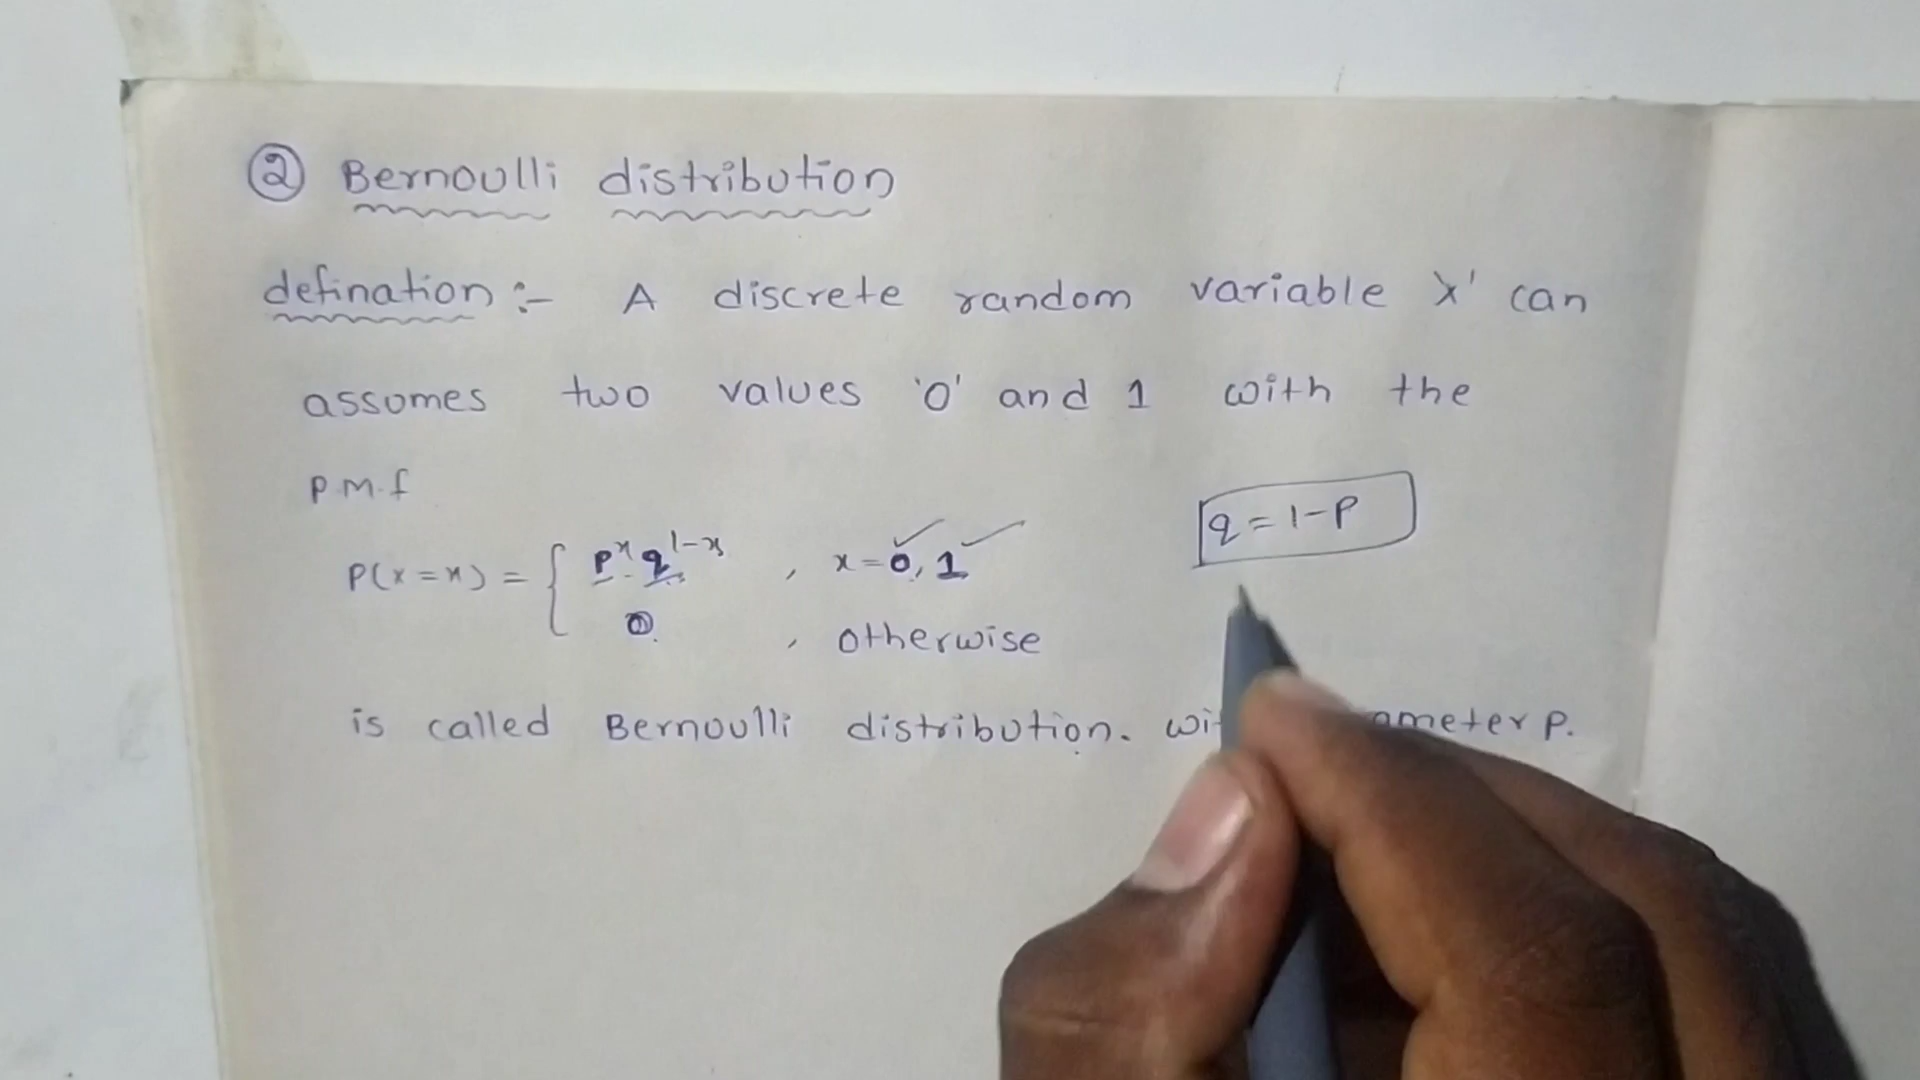 ② Bernoulli distribution
defination :- A discrete random variable 'X' can
assumes two values '0' and 1 with the
P.M.f
q = 1-P
P(x=x) = { p^x q^1-x , x=0,1
0 , otherwise
is called Bernoulli distribution. P.